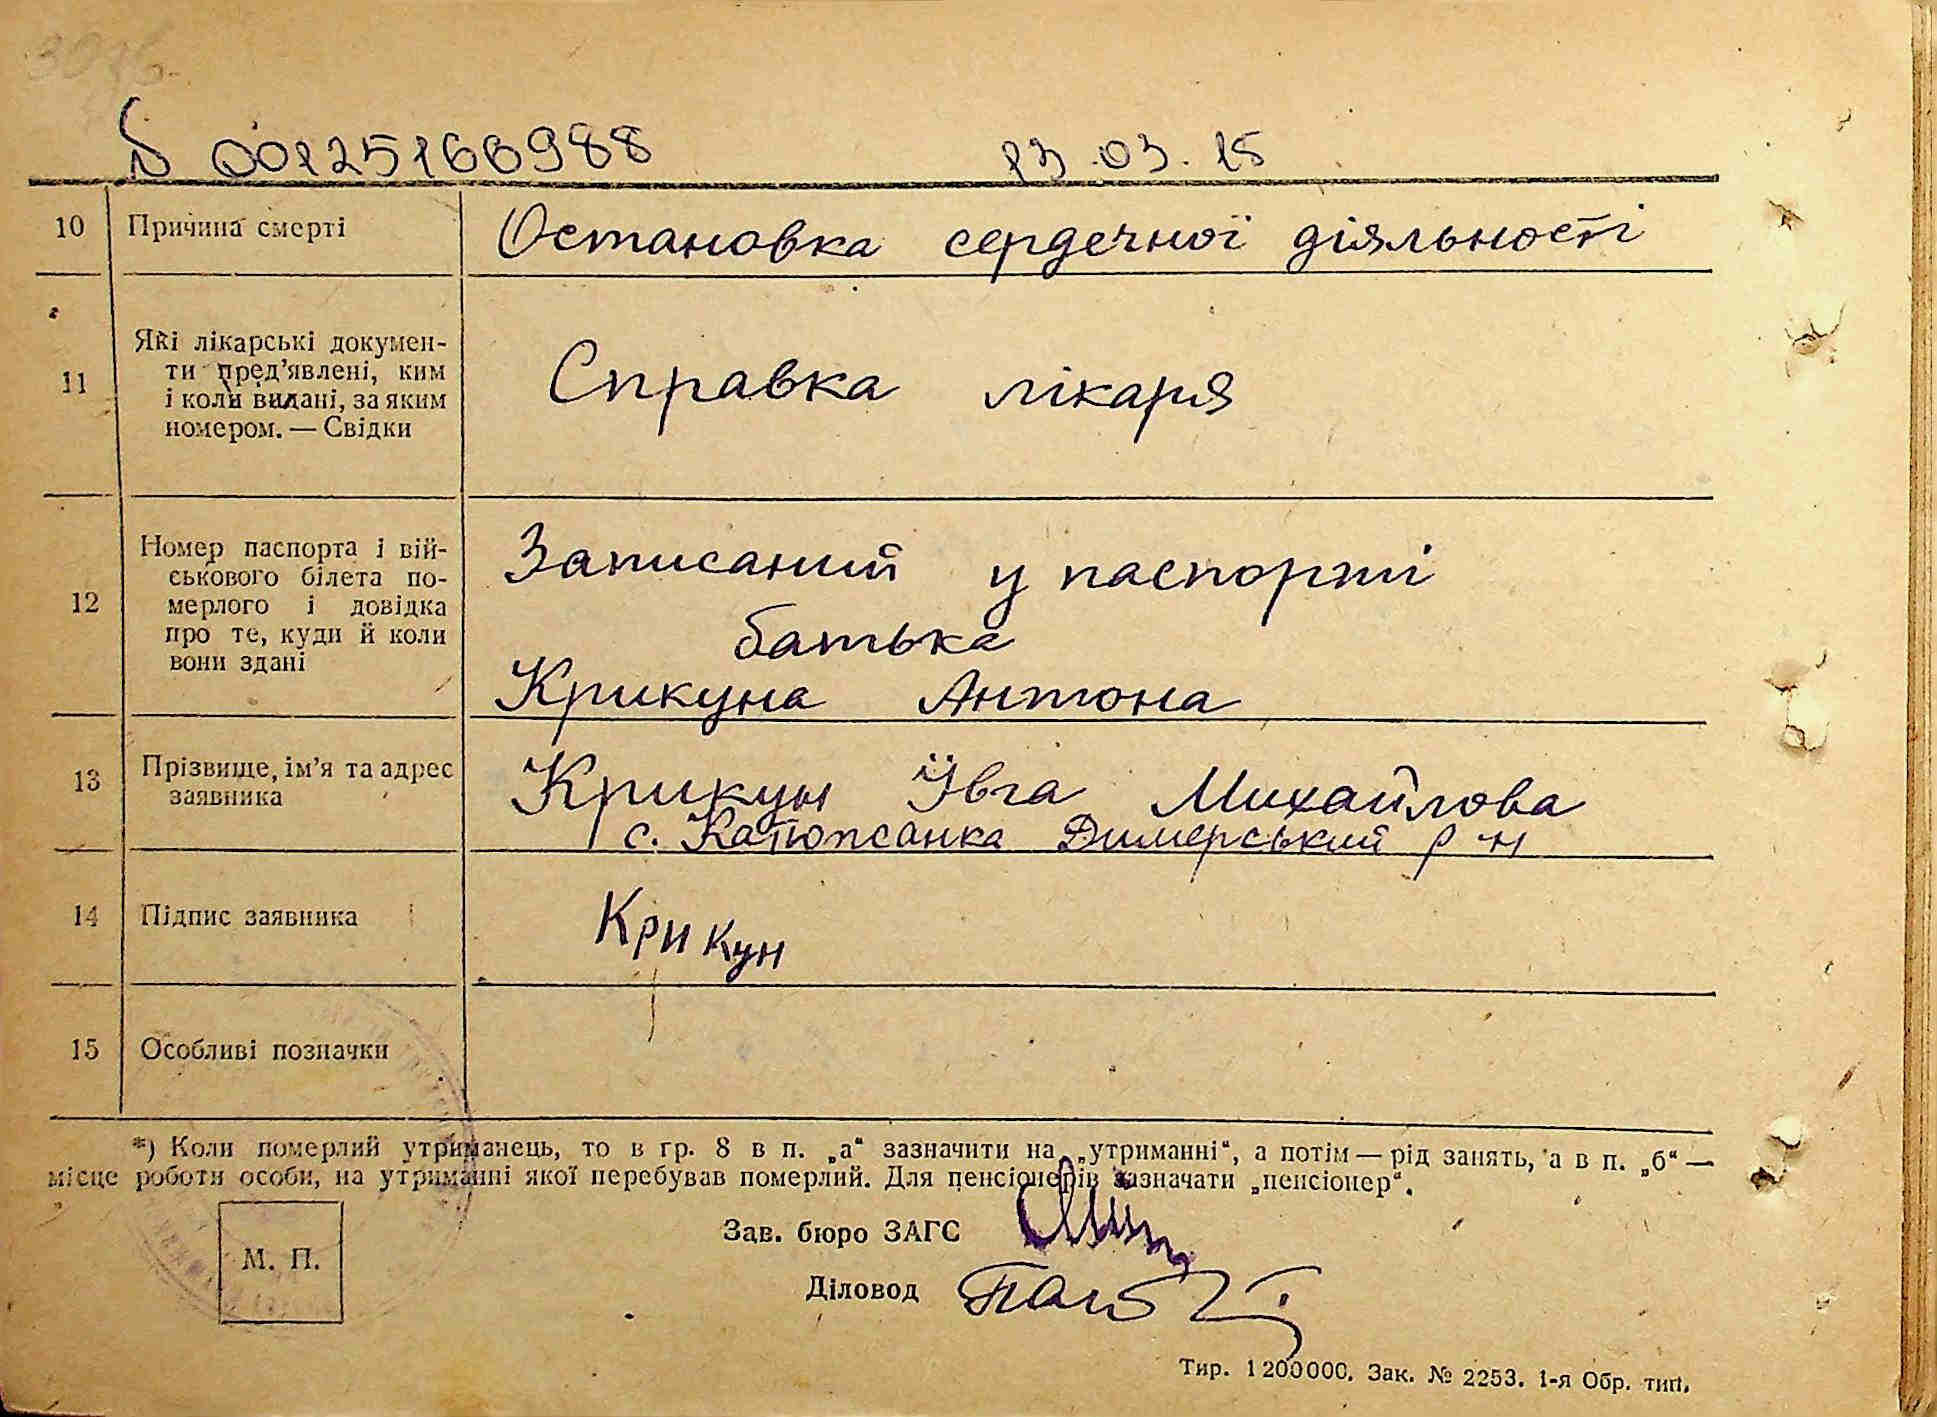 00125166988 13.03.15
10 Причина смерті Остановка сердечної діяльності
11 Які лікарські докумен-
ти пред’явлені, ким
і коли видані, за яким
номером. — Свідки
Справка лікаря
12 Номер паспорта і вій-
ськового білета по-
мерлого і довідка
про те, куди й коли
вони здані
Записаний у паспорті
батька
Крикуна Антона
13 Прізвище, ім’я та адрес
заявника
Крикун Ївга Михайлова
с. Катюжанка Димерський р-н
14 Підпис заявника Крикун
15 Особливі позначки
*) Коли померлий утриманець, то в гр. 8 в п. „а“ зазначити на „утриманні“, а потім — рід занять, а в п. „б“ —
місце роботи особи, на утриманні якої перебував померлий. Для пенсіонерів зазначати „пенсіонер“.
Зав. бюро ЗАГС
М. П.
Діловод
Тир. 1200000. Зак. № 2253. 1-я Обр. тип.